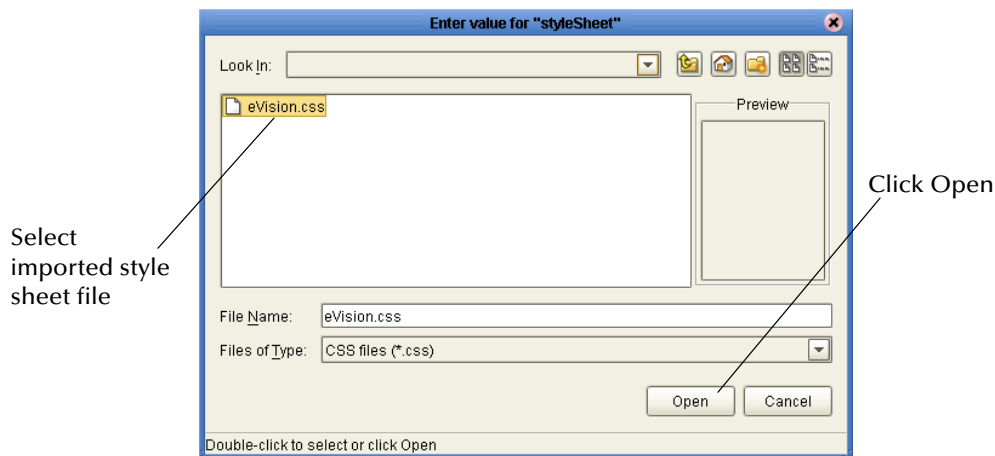 Enter value for "styleSheet"
Look In:
eVision.css
Preview
Click Open
Select
imported style
sheet file
File Name: eVision.css
Files of Type: CSS files (*.css)
Open Cancel
Double-click to select or click Open